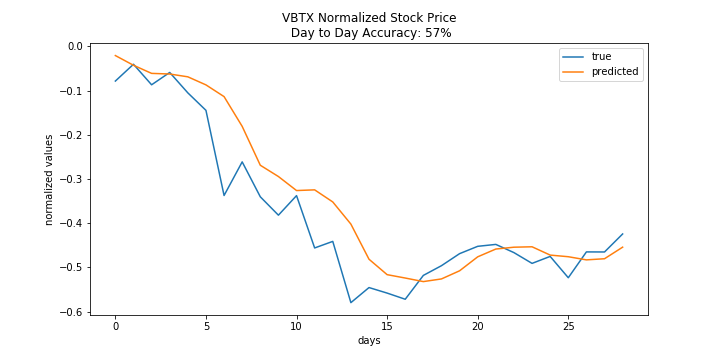 VBTX Normalized Stock Price
Day to Day Accuracy: 57%
true
predicted
normalized values
0.0
−0.1
−0.2
−0.3
−0.4
−0.5
−0.6
0 5 10 15 20 25
days